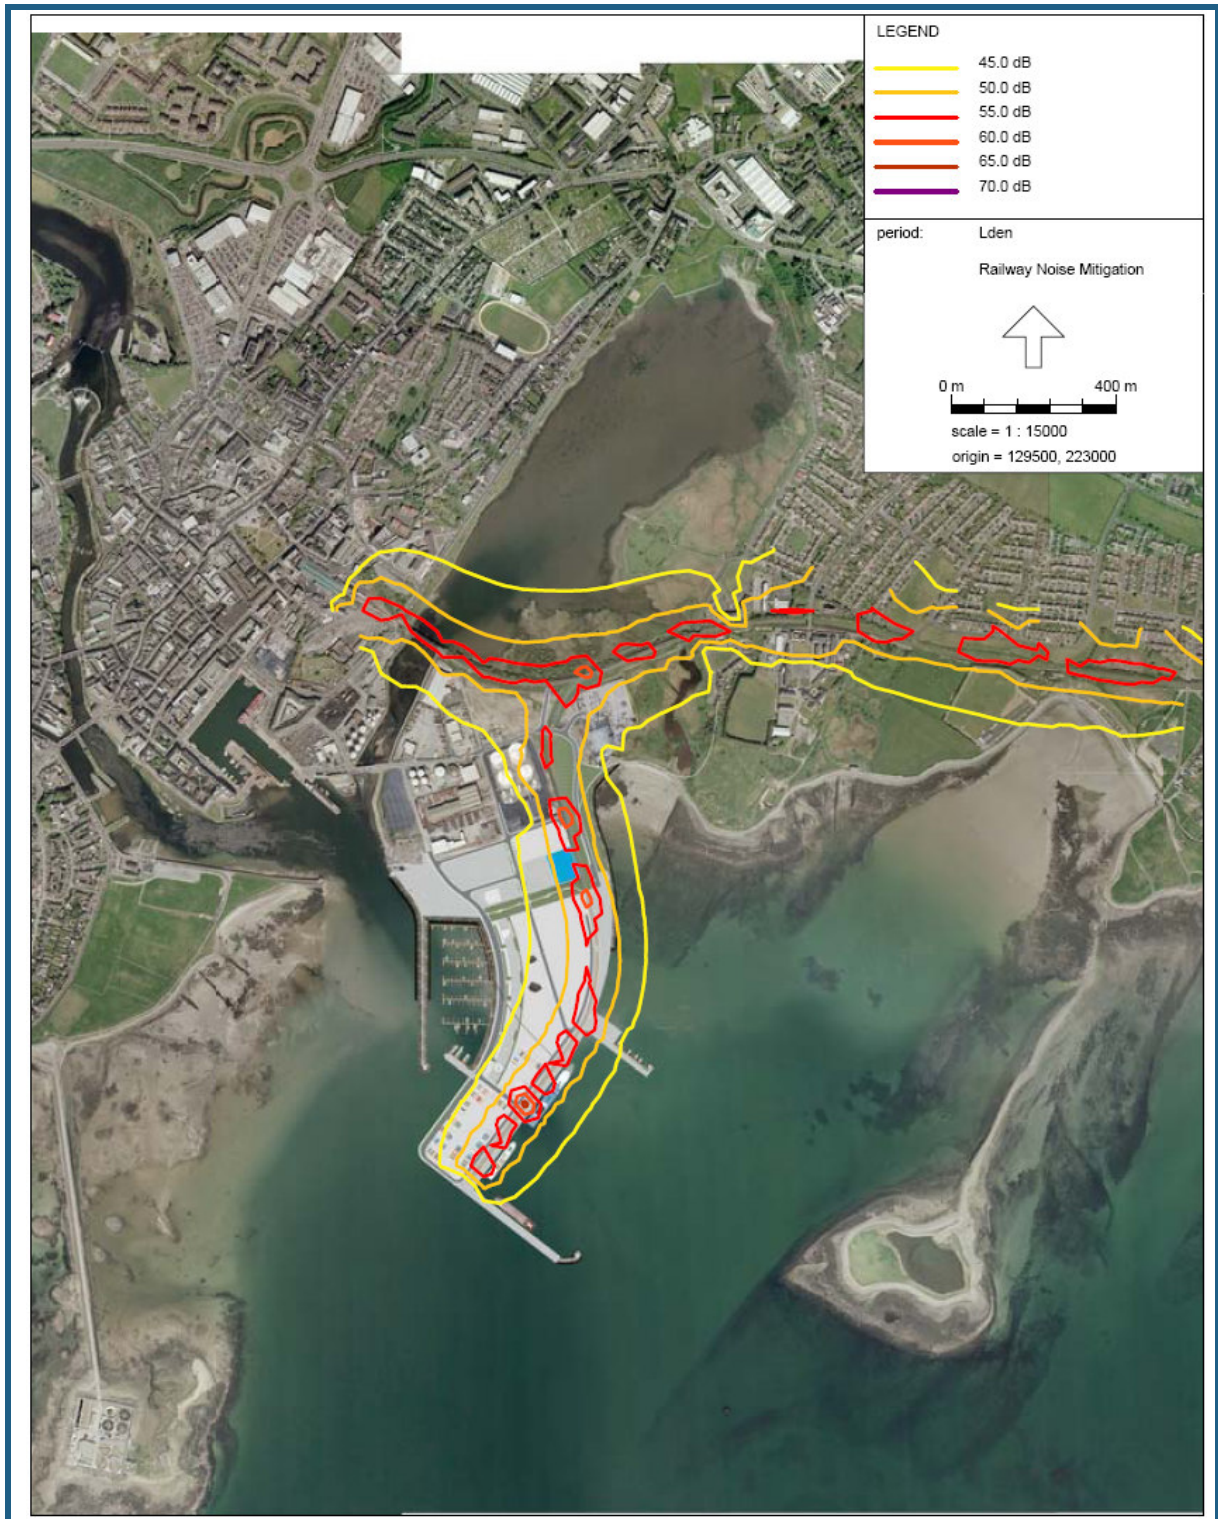 LEGEND
45.0 dB
50.0 dB
55.0 dB
60.0 dB
65.0 dB
70.0 dB
period: Lden
Railway Noise Mitigation
0 m 400 m
scale = 1 : 15000
origin = 129500, 223000